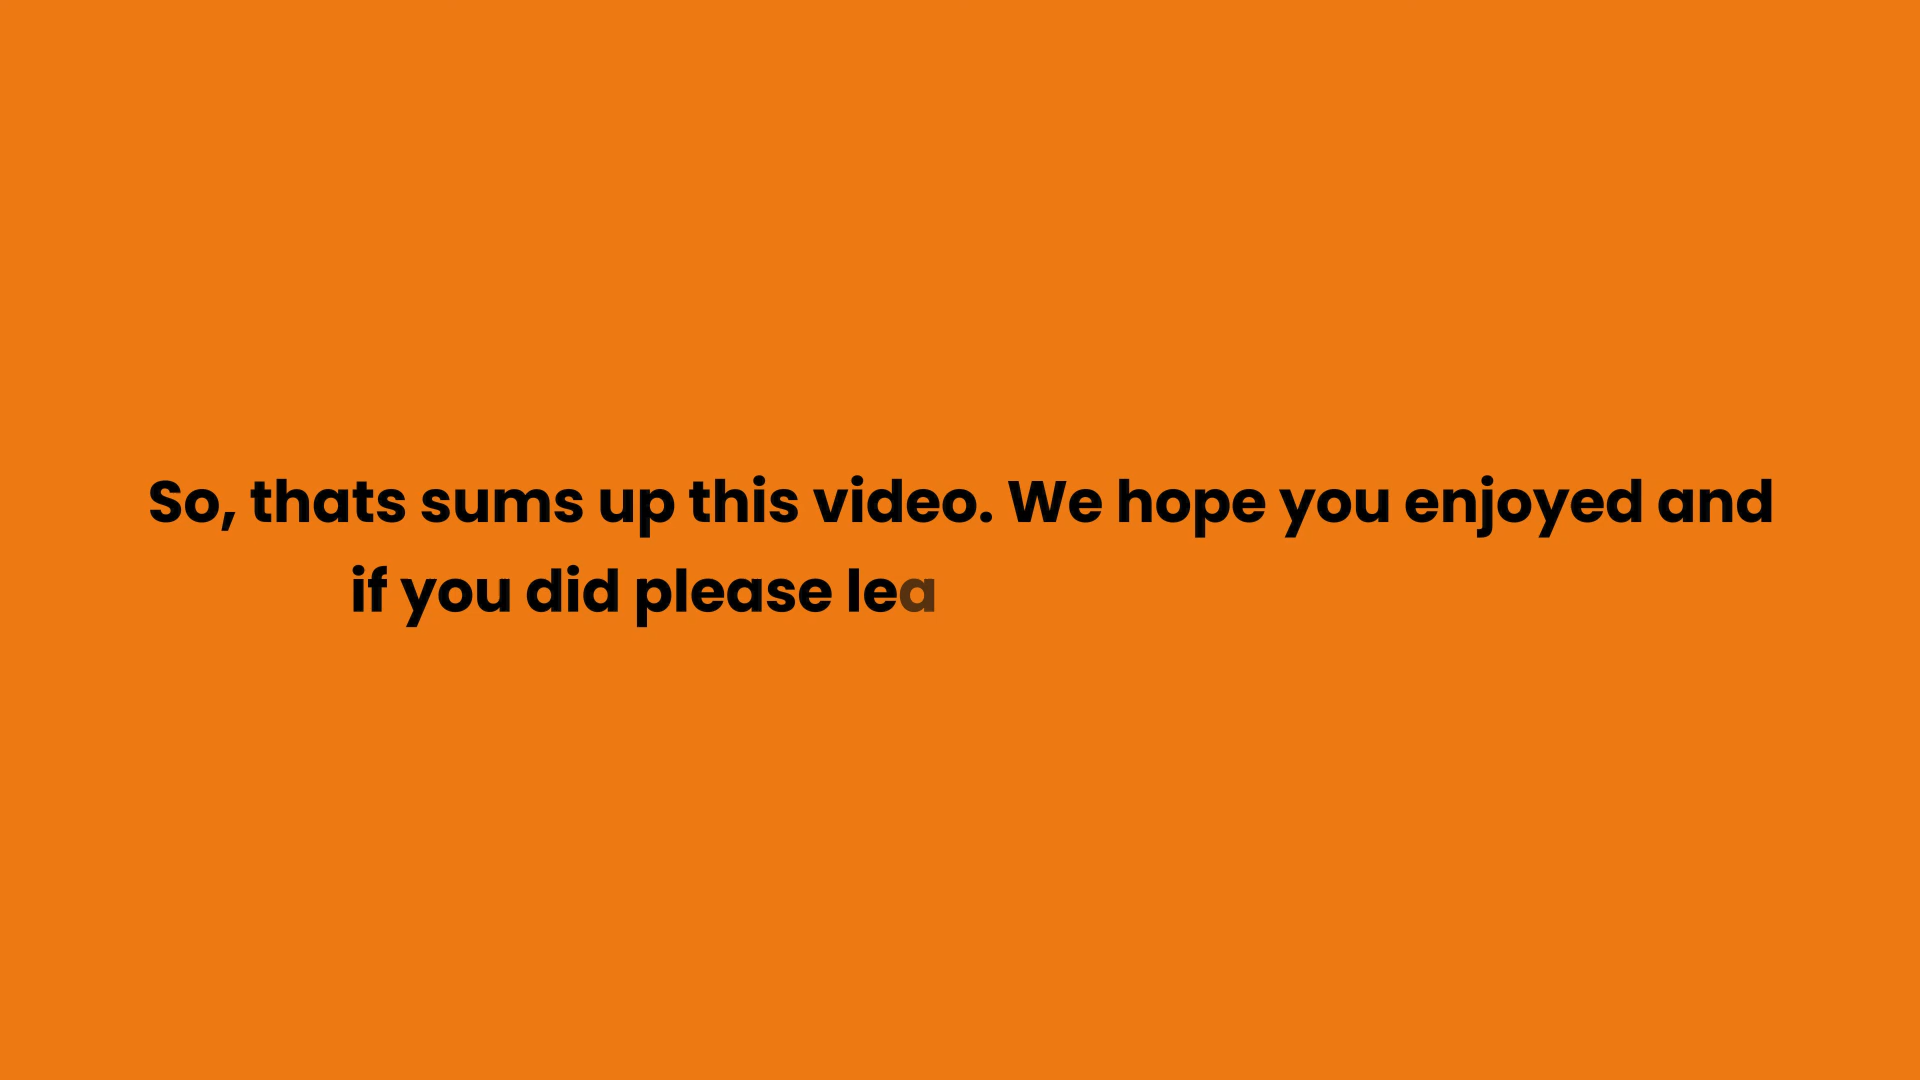 So, thats sums up this video. We hope you enjoyed and
if you did please lea